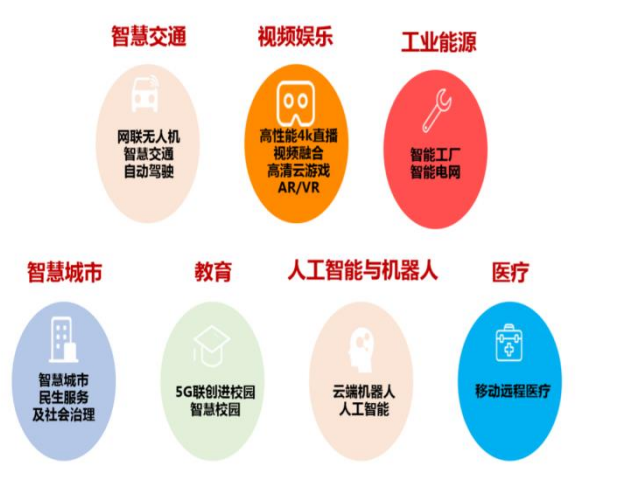 智慧交通
视频娱乐
工业能源
网联无人机
智慧交通
自动驾驶
高性能4k直播
视频融合
高清云游戏
AR/VR
智能工厂
智能电网
智慧城市
教育
人工智能与机器人
医疗
智慧城市
民生服务
及社会治理
5G联创进校园
智慧校园
云端机器人
人工智能
移动远程医疗